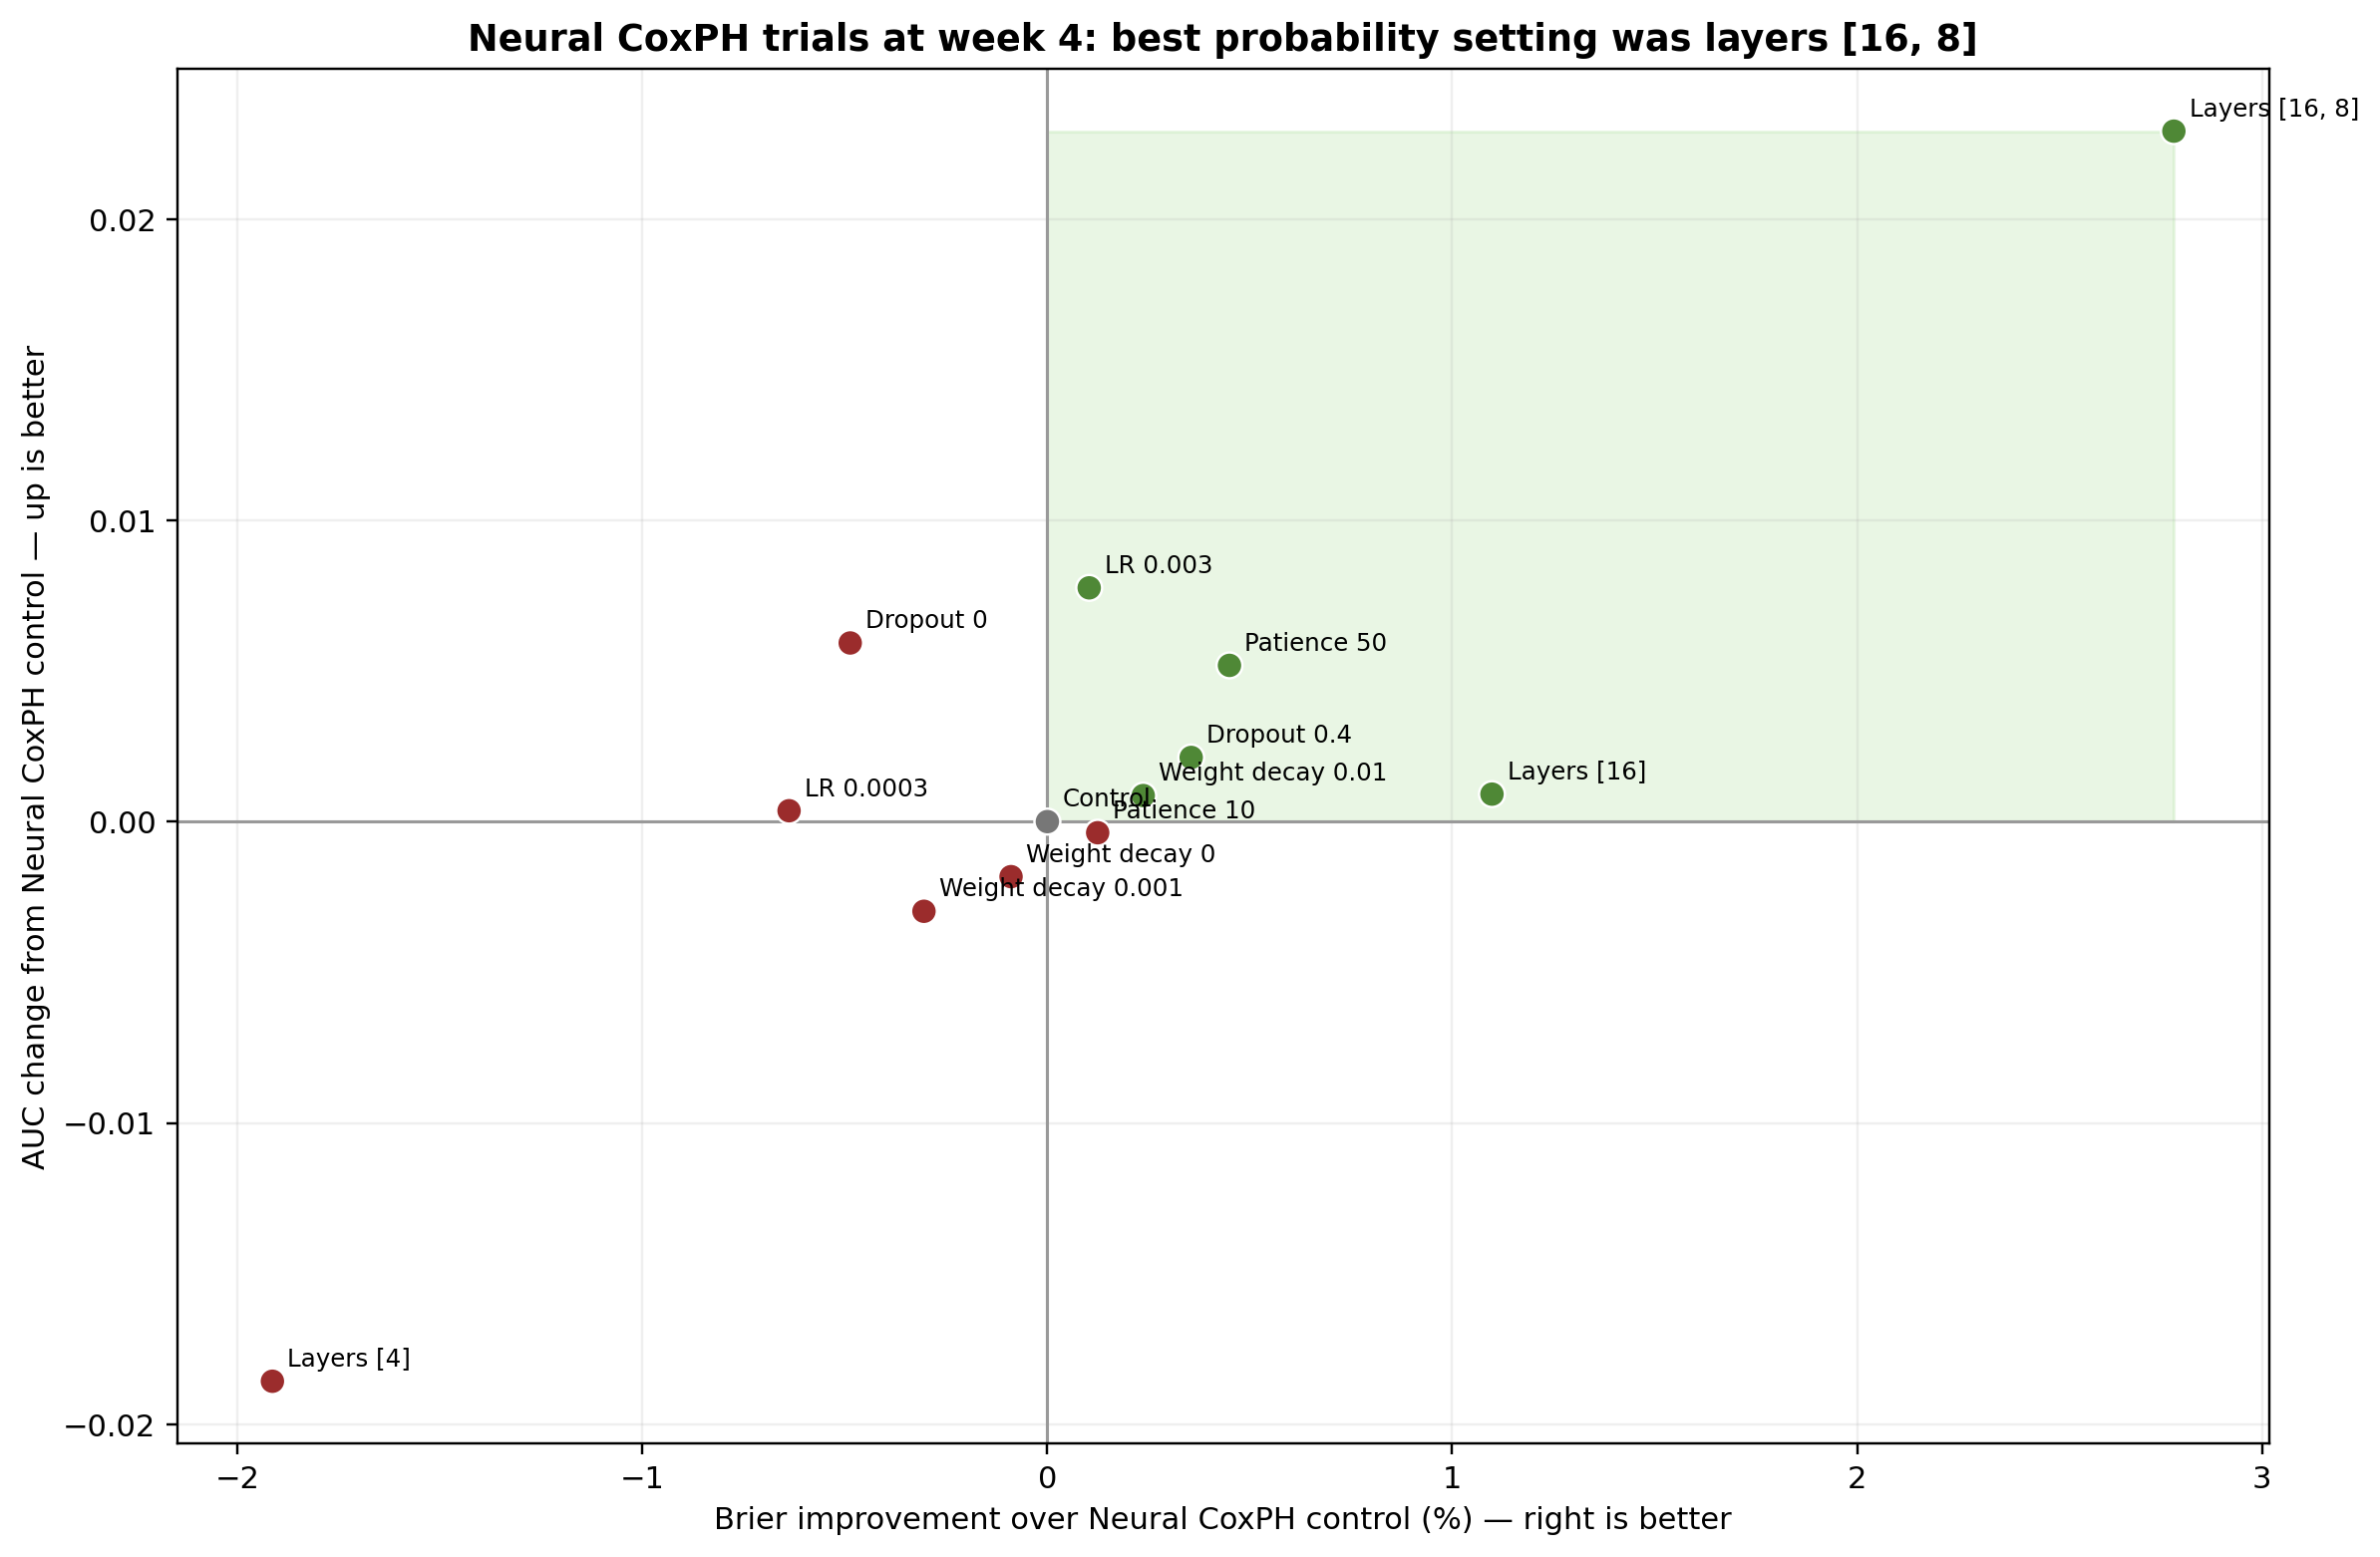 Neural CoxPH trials at week 4: best probability setting was layers [16, 8]
Layers [16, 8]
0.02
0.01
LR 0.003
Dropout 0
Patience 50
Dropout 0.4
Weight decay 0.01
Layers [16]
LR 0.0003
Control
Patience 10
0.00
Weight decay 0
Weight decay 0.001
−0.01
Layers [4]
−0.02
−2
−1
0
1
2
3
Brier improvement over Neural CoxPH control (%) — right is better
AUC change from Neural CoxPH control — up is better